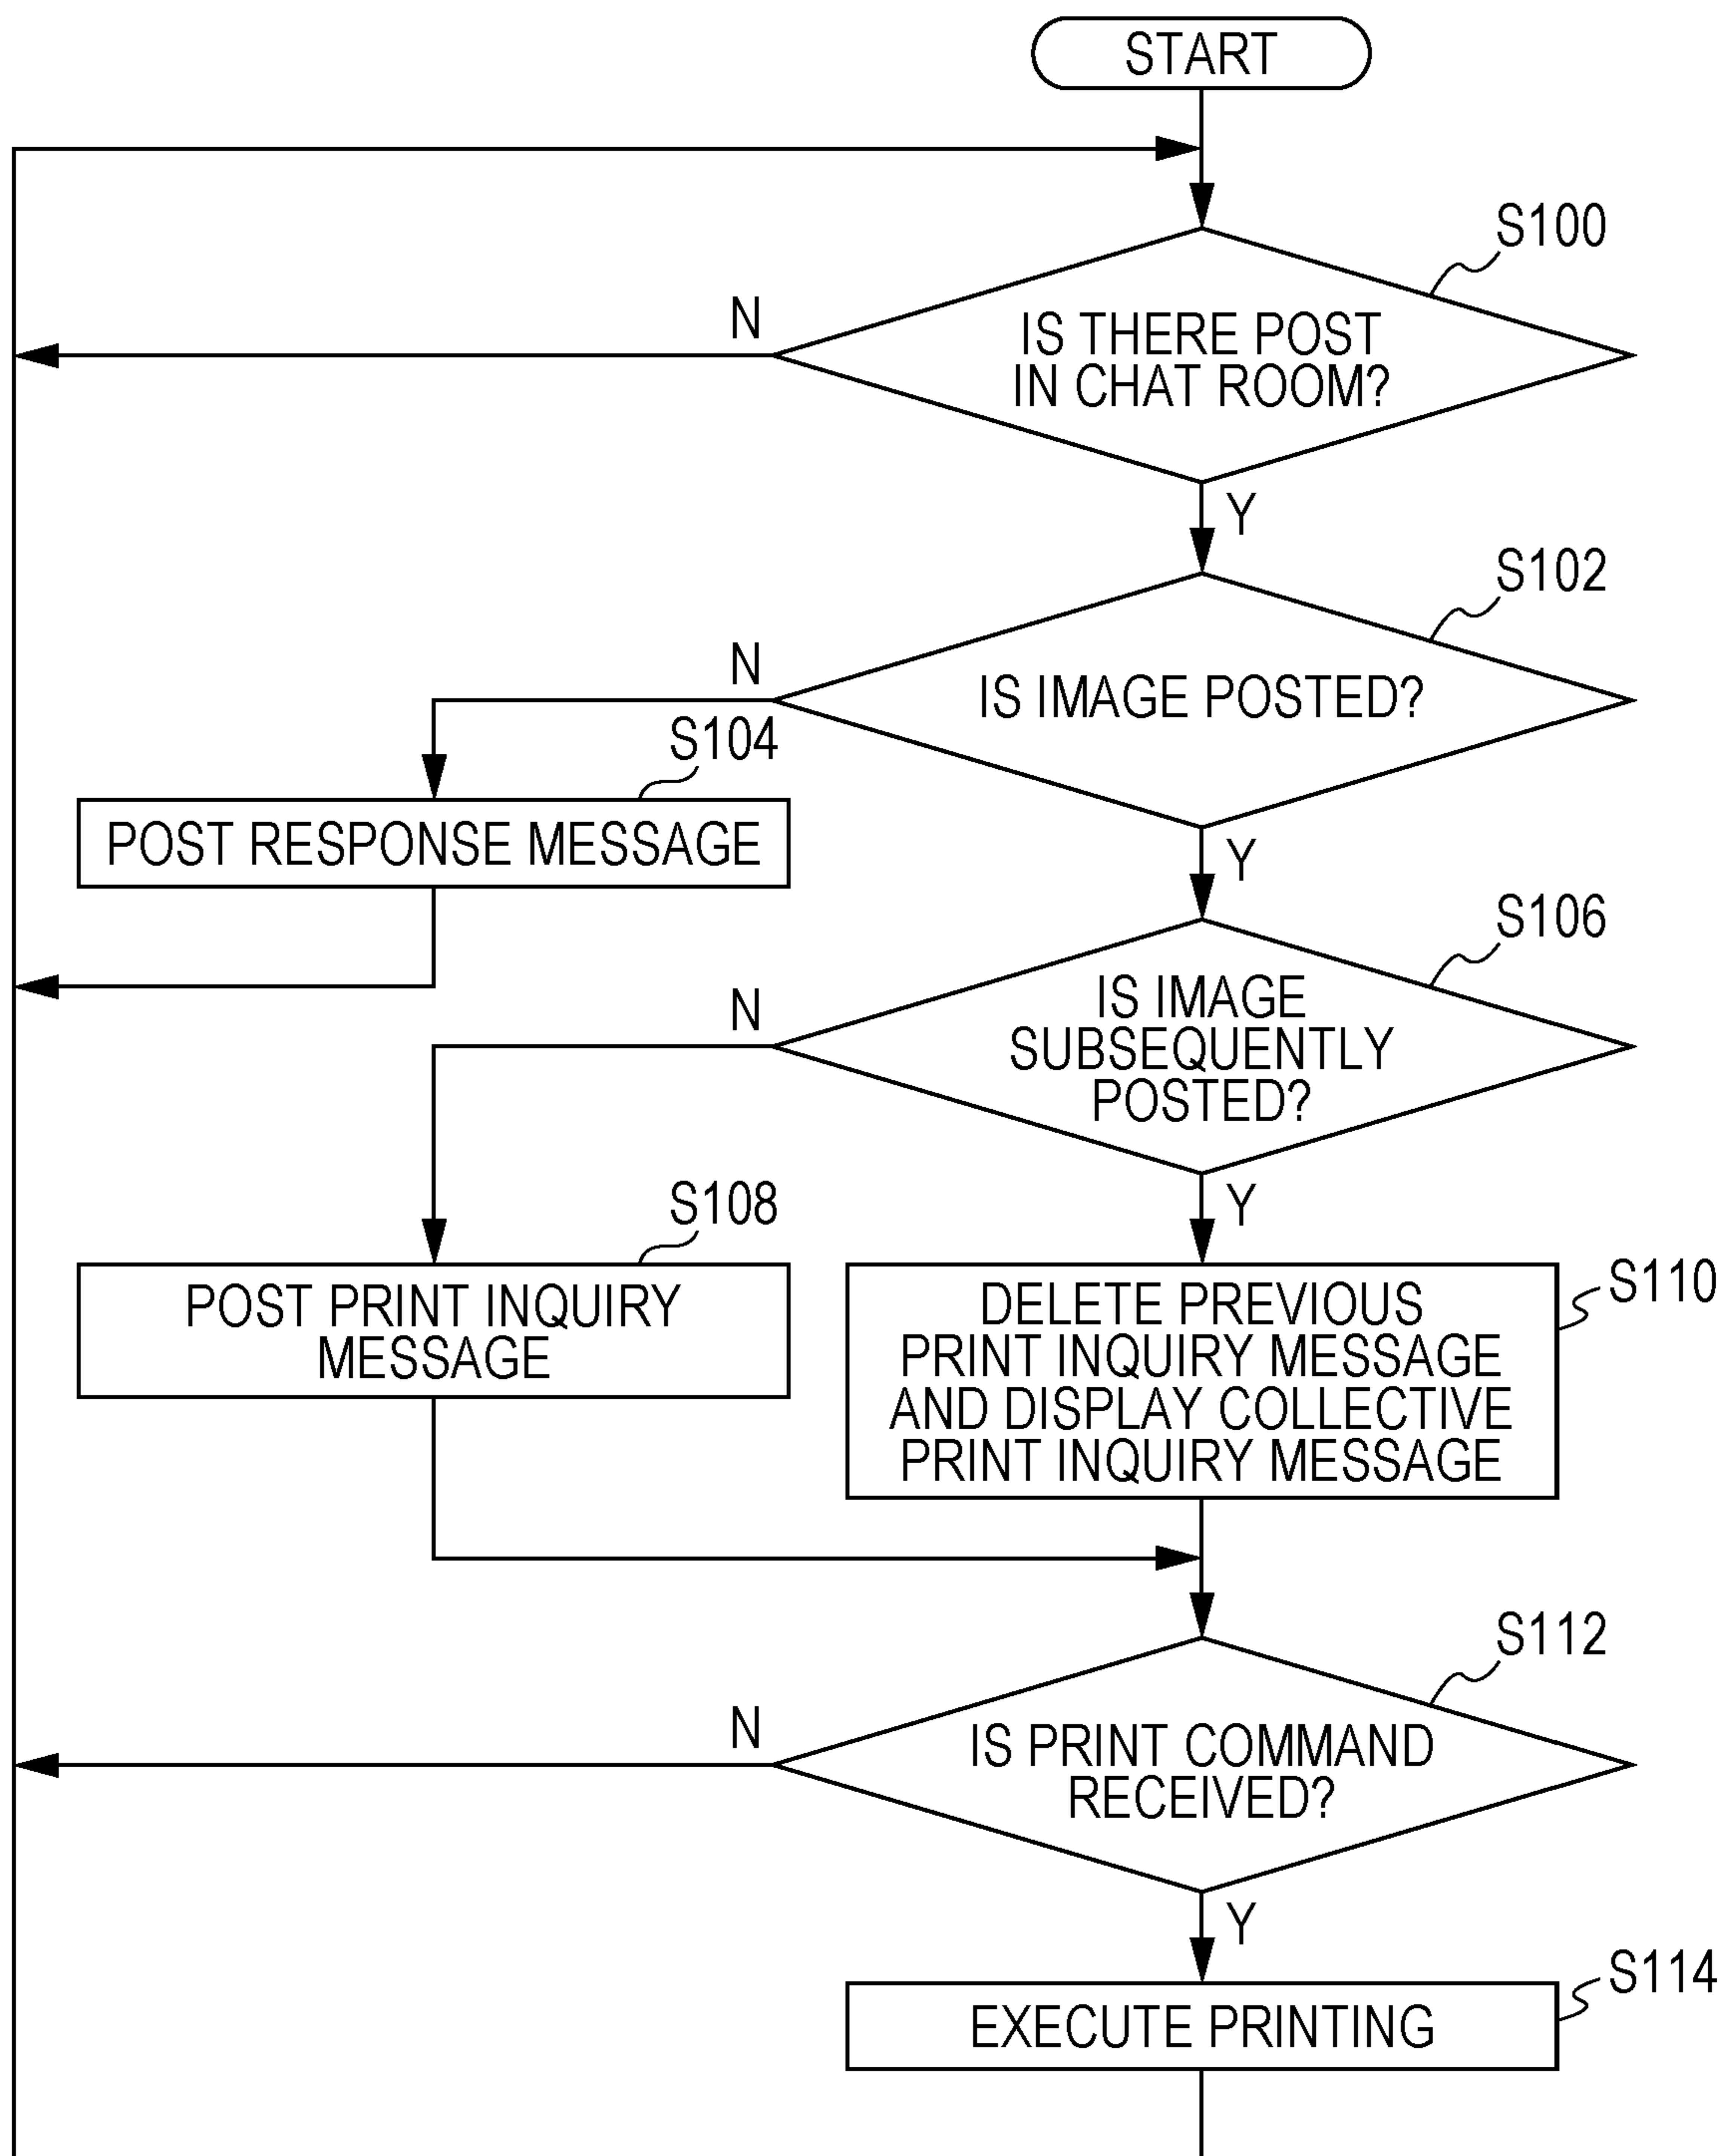 START
S100
N
IS THERE POST
IN CHAT ROOM?
Y
S102
N
IS IMAGE POSTED?
S104
POST RESPONSE MESSAGE
Y
S106
N
IS IMAGE
SUBSEQUENTLY
POSTED?
S108
Y
POST PRINT INQUIRY
MESSAGE
S110
DELETE PREVIOUS
PRINT INQUIRY MESSAGE
AND DISPLAY COLLECTIVE
PRINT INQUIRY MESSAGE
S112
N
IS PRINT COMMAND
RECEIVED?
Y
S114
EXECUTE PRINTING